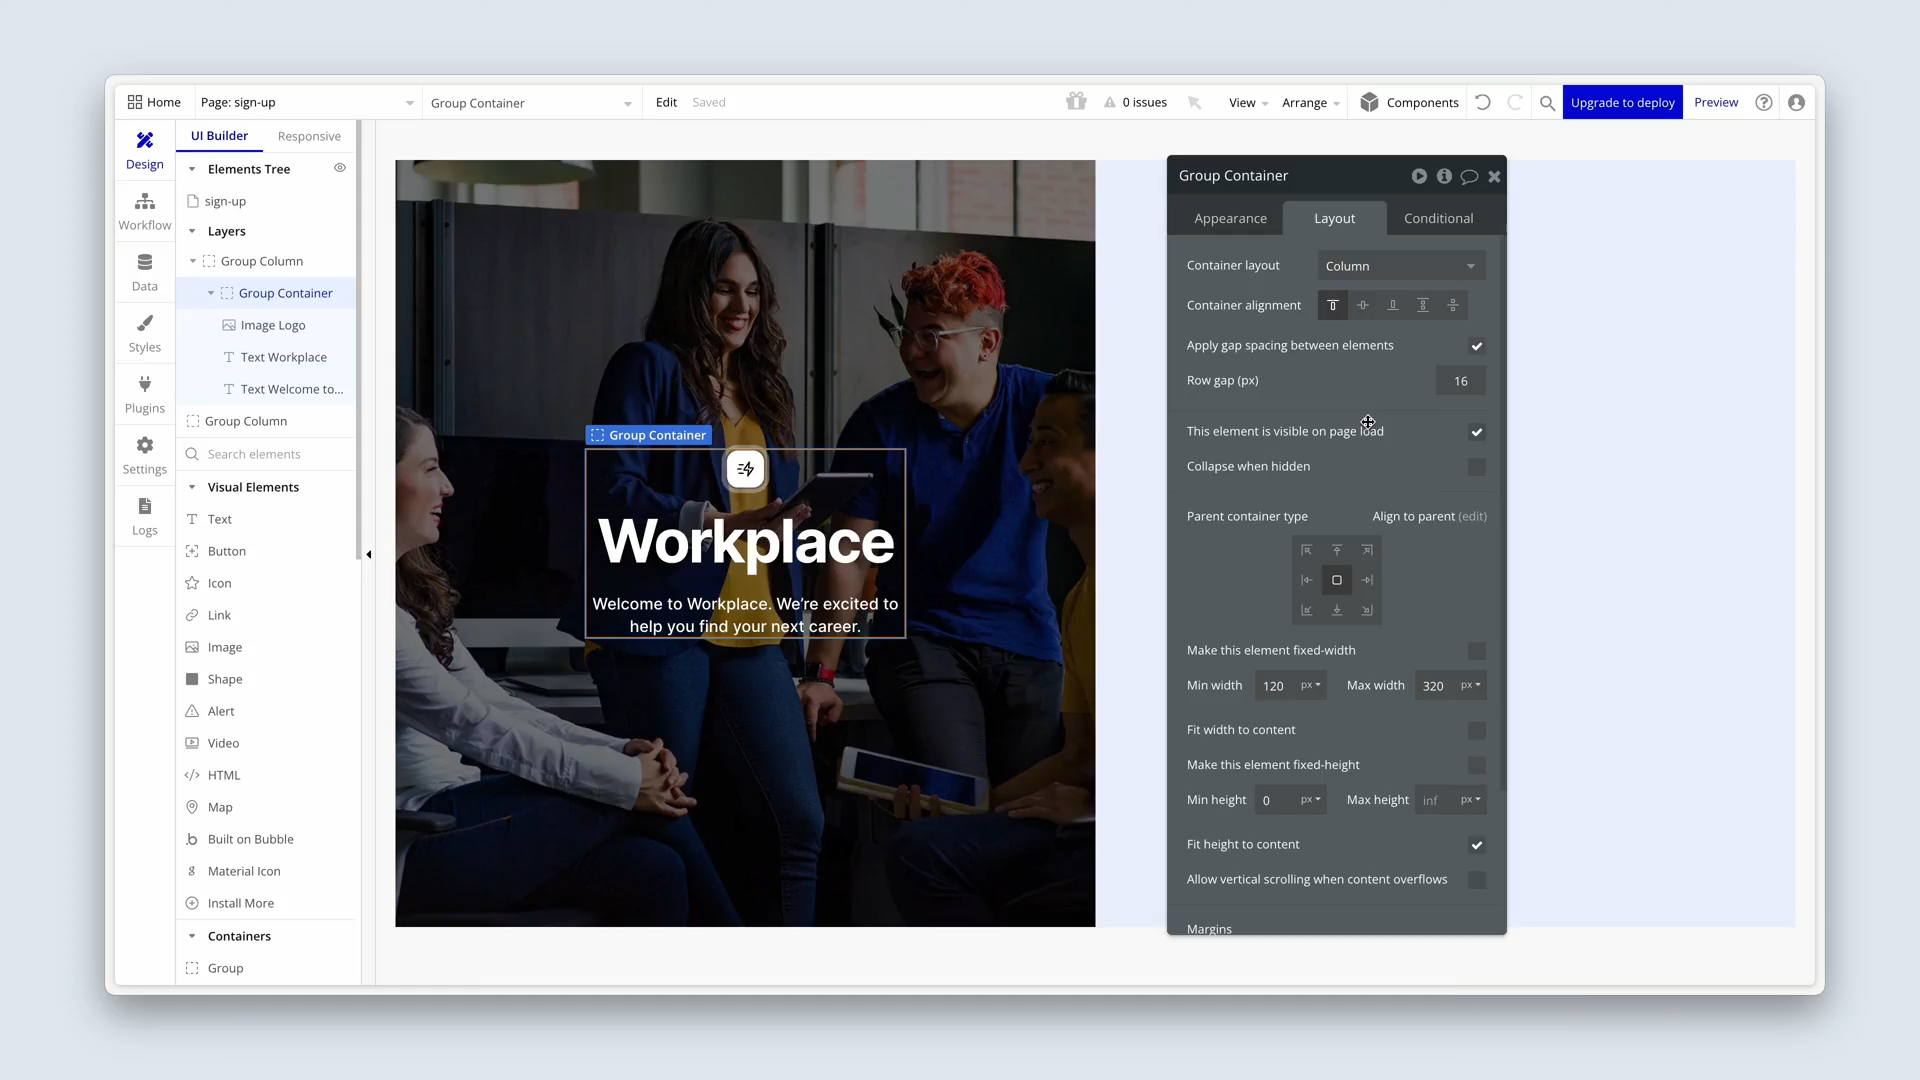 Home
Page: sign-up
Group Container
Edit
Saved
0 issues
View
Arrange
Components
Upgrade to deploy
Preview
Design
Workflow
Data
Styles
Plugins
Settings
Logs
UI Builder
Responsive
Elements Tree
sign-up
Layers
Group Column
Group Container
Image Logo
Text Workplace
Text Welcome to...
Group Column
Search elements
Visual Elements
Text
Button
Icon
Link
Image
Shape
Alert
Video
HTML
Map
Built on Bubble
Material Icon
Install More
Containers
Group
Group Container
Workplace
Welcome to Workplace. We're excited to
help you find your next career.
Group Container
Appearance
Layout
Conditional
Container layout
Column
Container alignment
Apply gap spacing between elements
Row gap (px)
16
This element is visible on page load
Collapse when hidden
Parent container type
Align to parent (edit)
Make this element fixed-width
Min width
120
px
Max width
320
px
Fit width to content
Make this element fixed-height
Min height
0
px
Max height
inf
px
Fit height to content
Allow vertical scrolling when content overflows
Margins